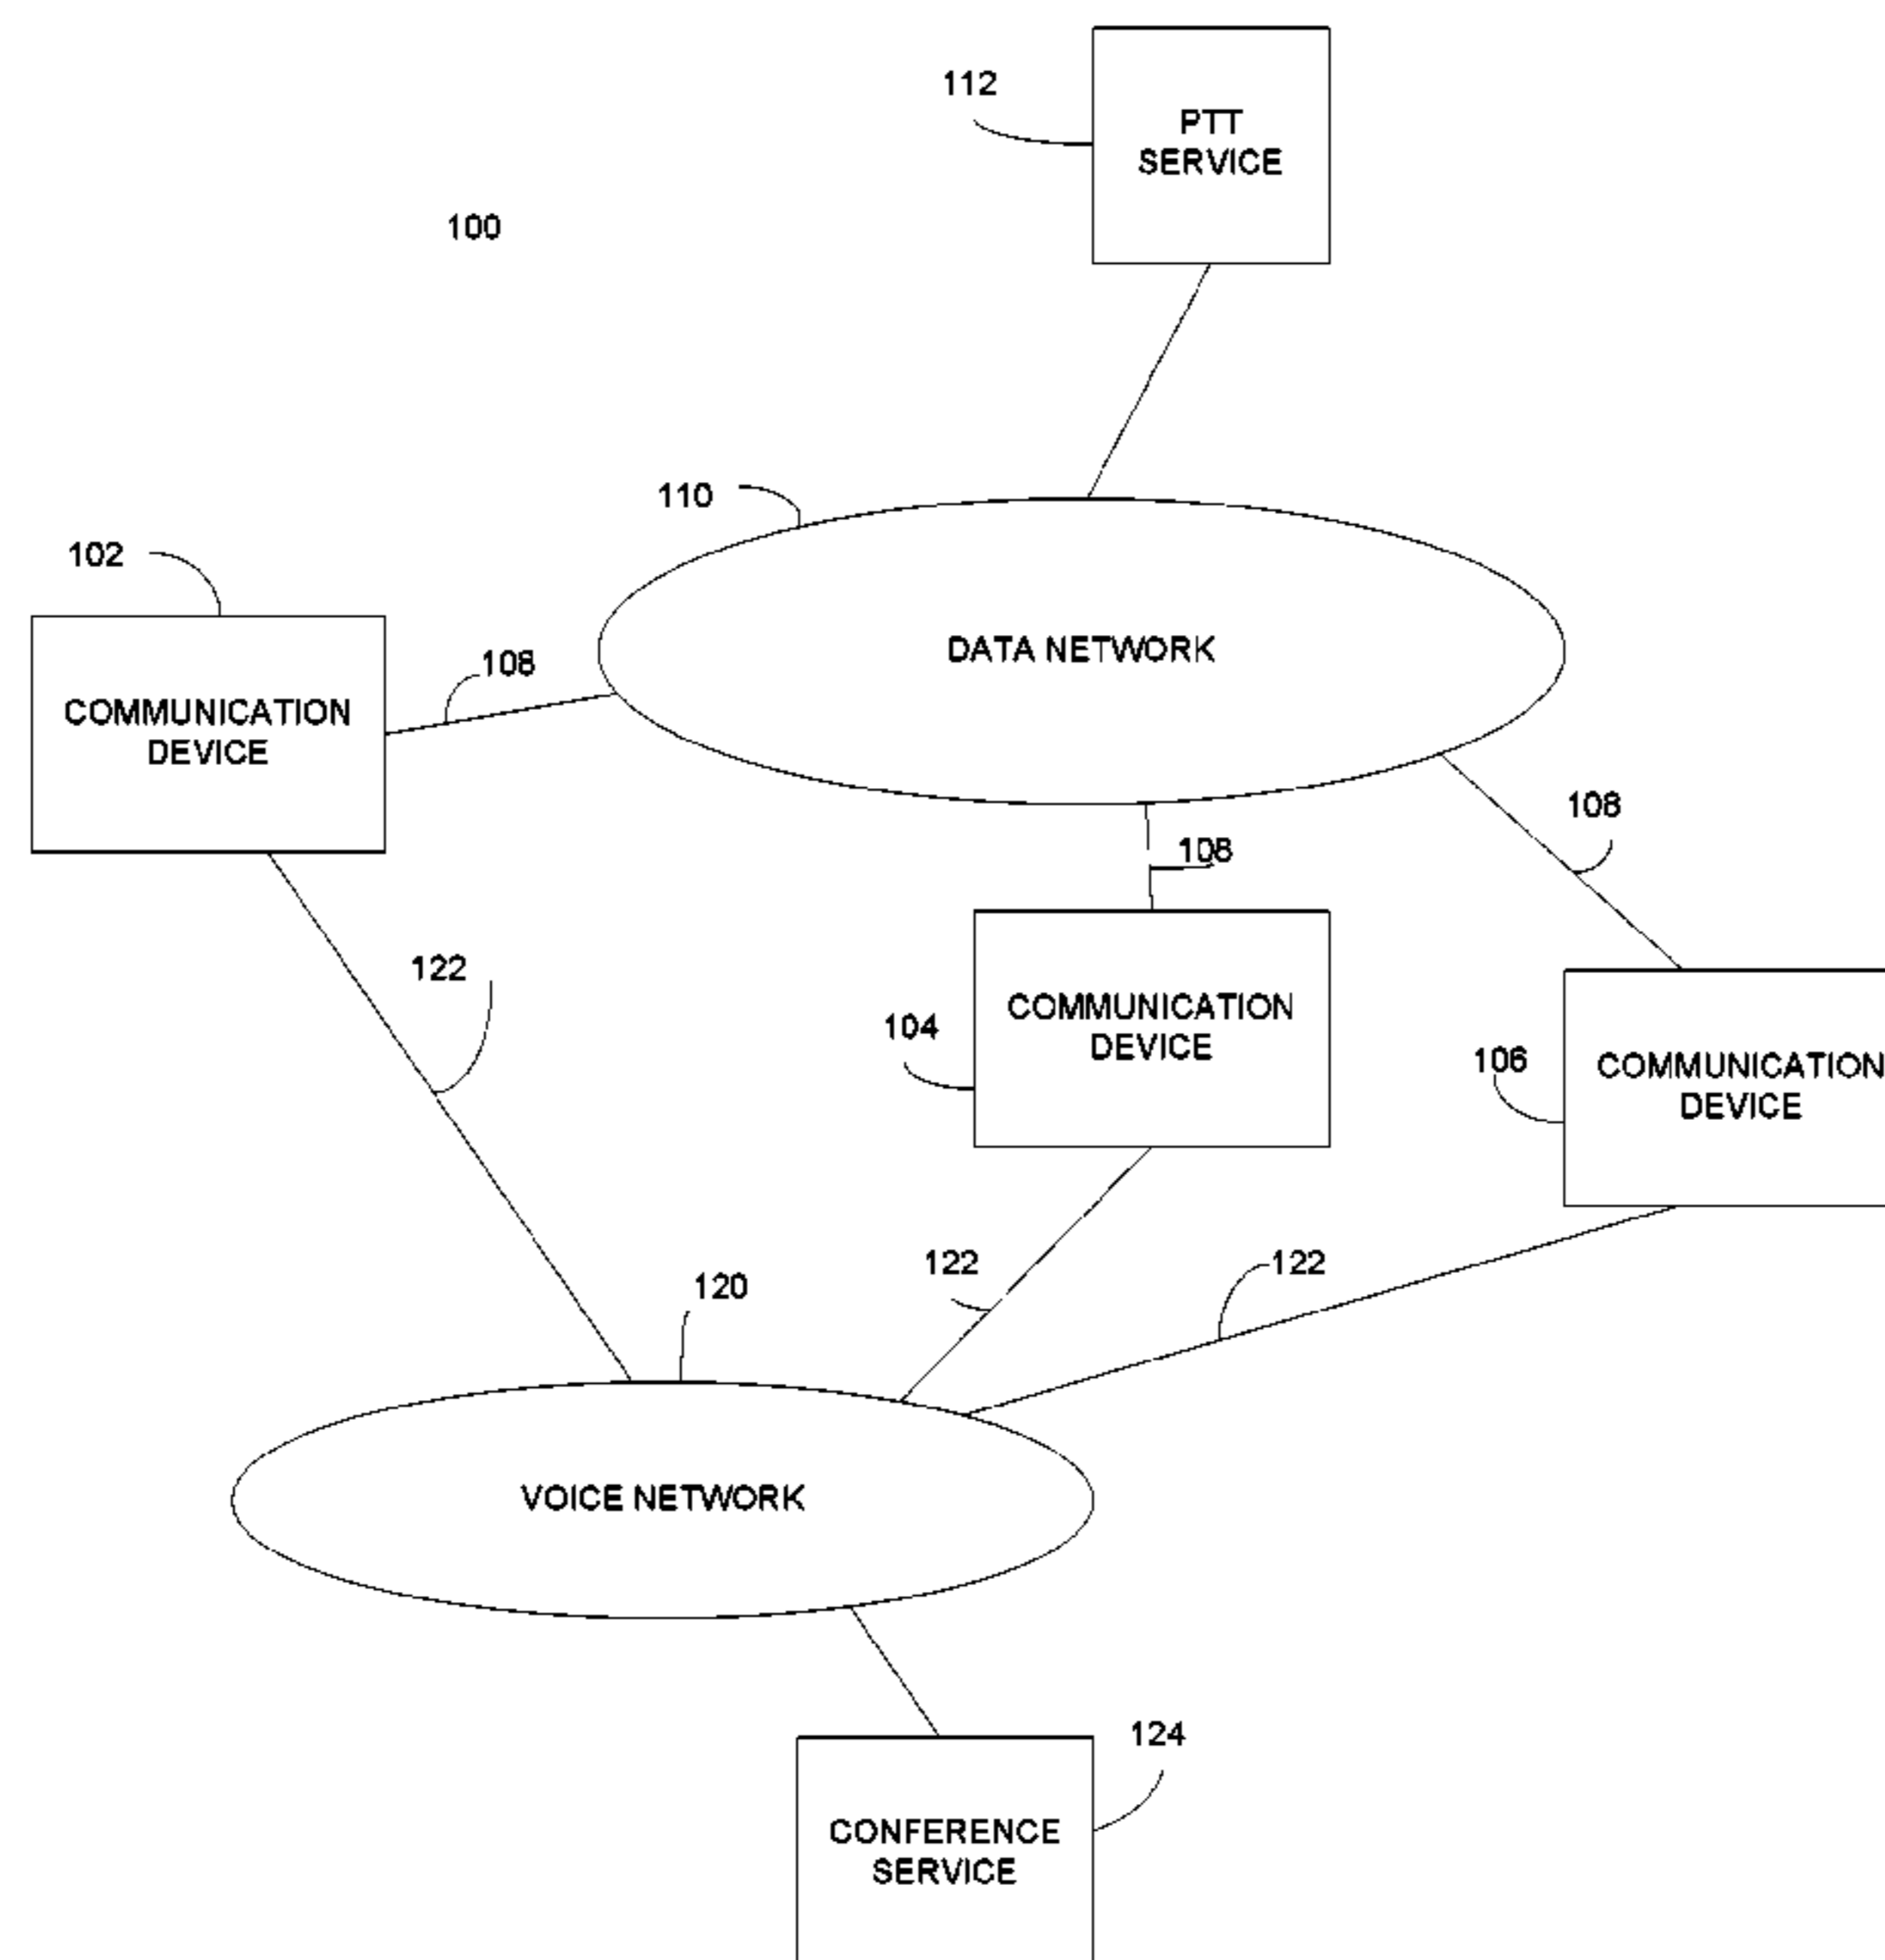 112
PTT
SERVICE
100
110
102
DATA NETWORK
108
COMMUNICATION
DEVICE
108
108
122
104
COMMUNICATION
DEVICE
106
COMMUNICATION
DEVICE
122
122
120
VOICE NETWORK
124
CONFERENCE
SERVICE